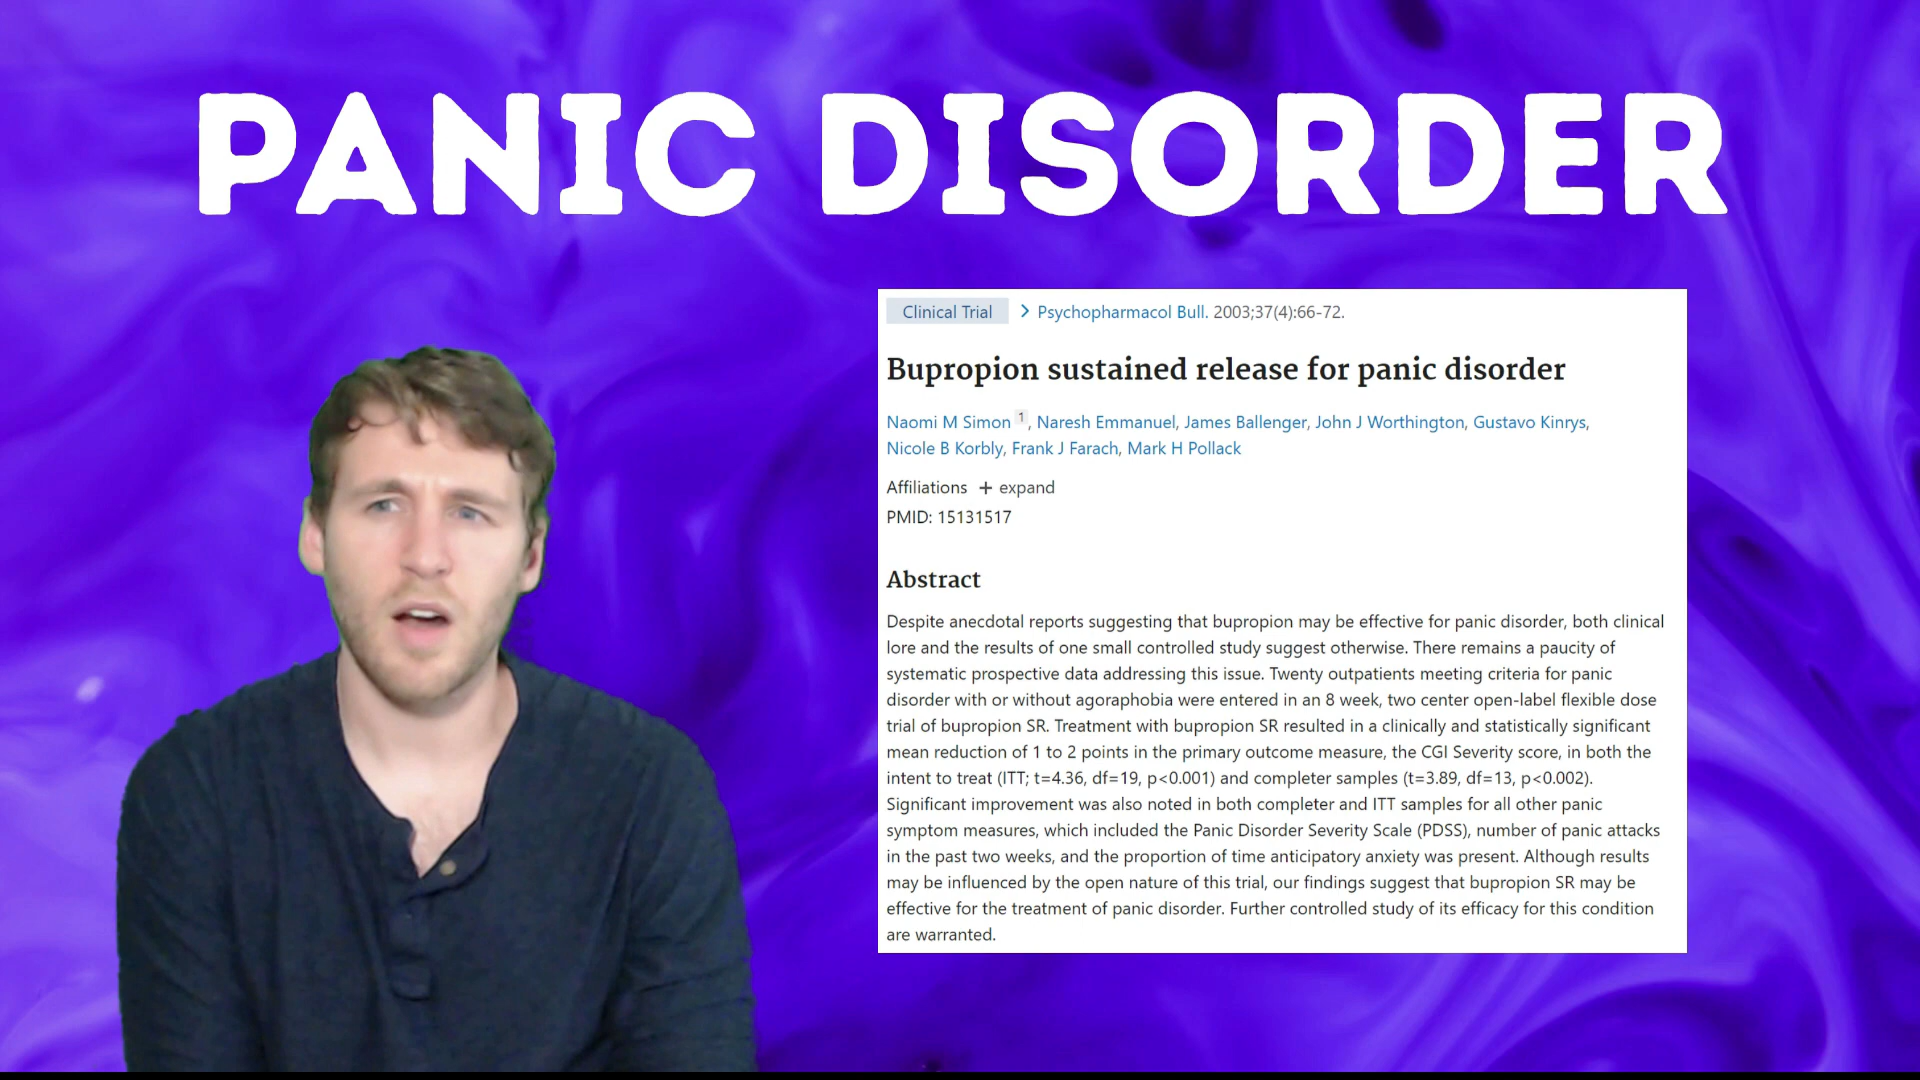 PANIC DISORDER
Clinical Trial > Psychopharmacol Bull. 2003;37(4):66-72.
Bupropion sustained release for panic disorder
Naomi M Simon 1, Naresh Emmanuel, James Ballenger, John J Worthington, Gustavo Kinrys,
Nicole B Korbly, Frank J Farach, Mark H Pollack
Affiliations + expand
PMID: 15131517
Abstract
Despite anecdotal reports suggesting that bupropion may be effective for panic disorder, both clinical
lore and the results of one small controlled study suggest otherwise. There remains a paucity of
systematic prospective data addressing this issue. Twenty outpatients meeting criteria for panic
disorder with or without agoraphobia were entered in an 8 week, two center open-label flexible dose
trial of bupropion SR. Treatment with bupropion SR resulted in a clinically and statistically significant
mean reduction of 1 to 2 points in the primary outcome measure, the CGI Severity score, in both the
intent to treat (ITT; t=4.36, df=19, p<0.001) and completer samples (t=3.89, df=13, p<0.002).
Significant improvement was also noted in both completer and ITT samples for all other panic
symptom measures, which included the Panic Disorder Severity Scale (PDSS), number of panic attacks
in the past two weeks, and the proportion of time anticipatory anxiety was present. Although results
may be influenced by the open nature of this trial, our findings suggest that bupropion SR may be
effective for the treatment of panic disorder. Further controlled study of its efficacy for this condition
are warranted.